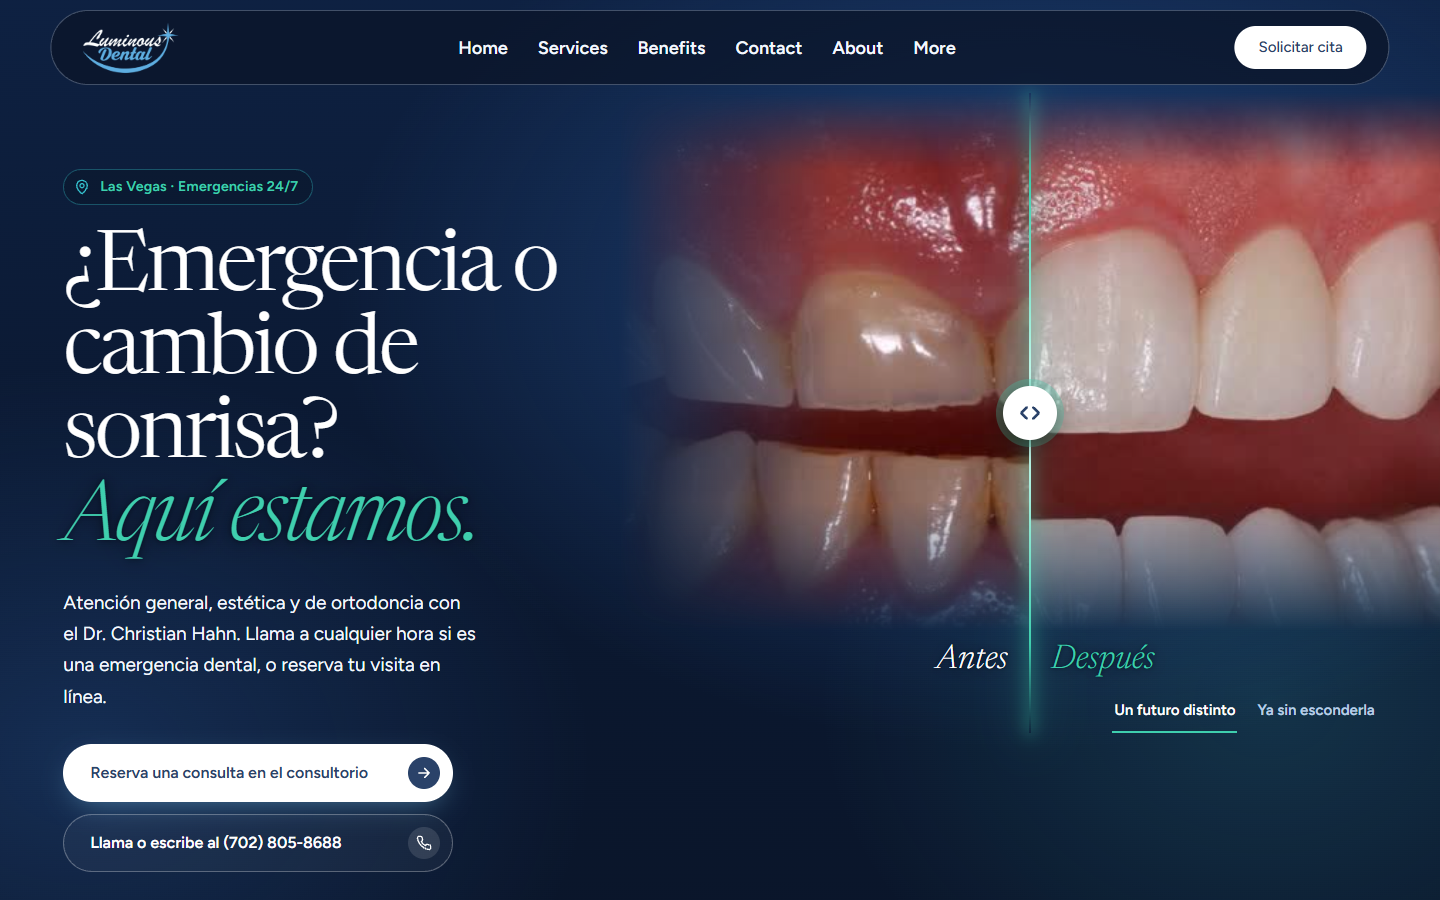 Luminous
Dental
Home
Services
Benefits
Contact
About
More
Solicitar cita
Las Vegas · Emergencias 24/7
¿Emergencia o
cambio de
sonrisa?
Aquí estamos.
Atención general, estética y de ortodoncia con
el Dr. Christian Hahn. Llama a cualquier hora si es
una emergencia dental, o reserva tu visita en
línea.
Reserva una consulta en el consultorio
Llama o escribe al (702) 805-8688
Antes
Después
Un futuro distinto
Ya sin esconderla